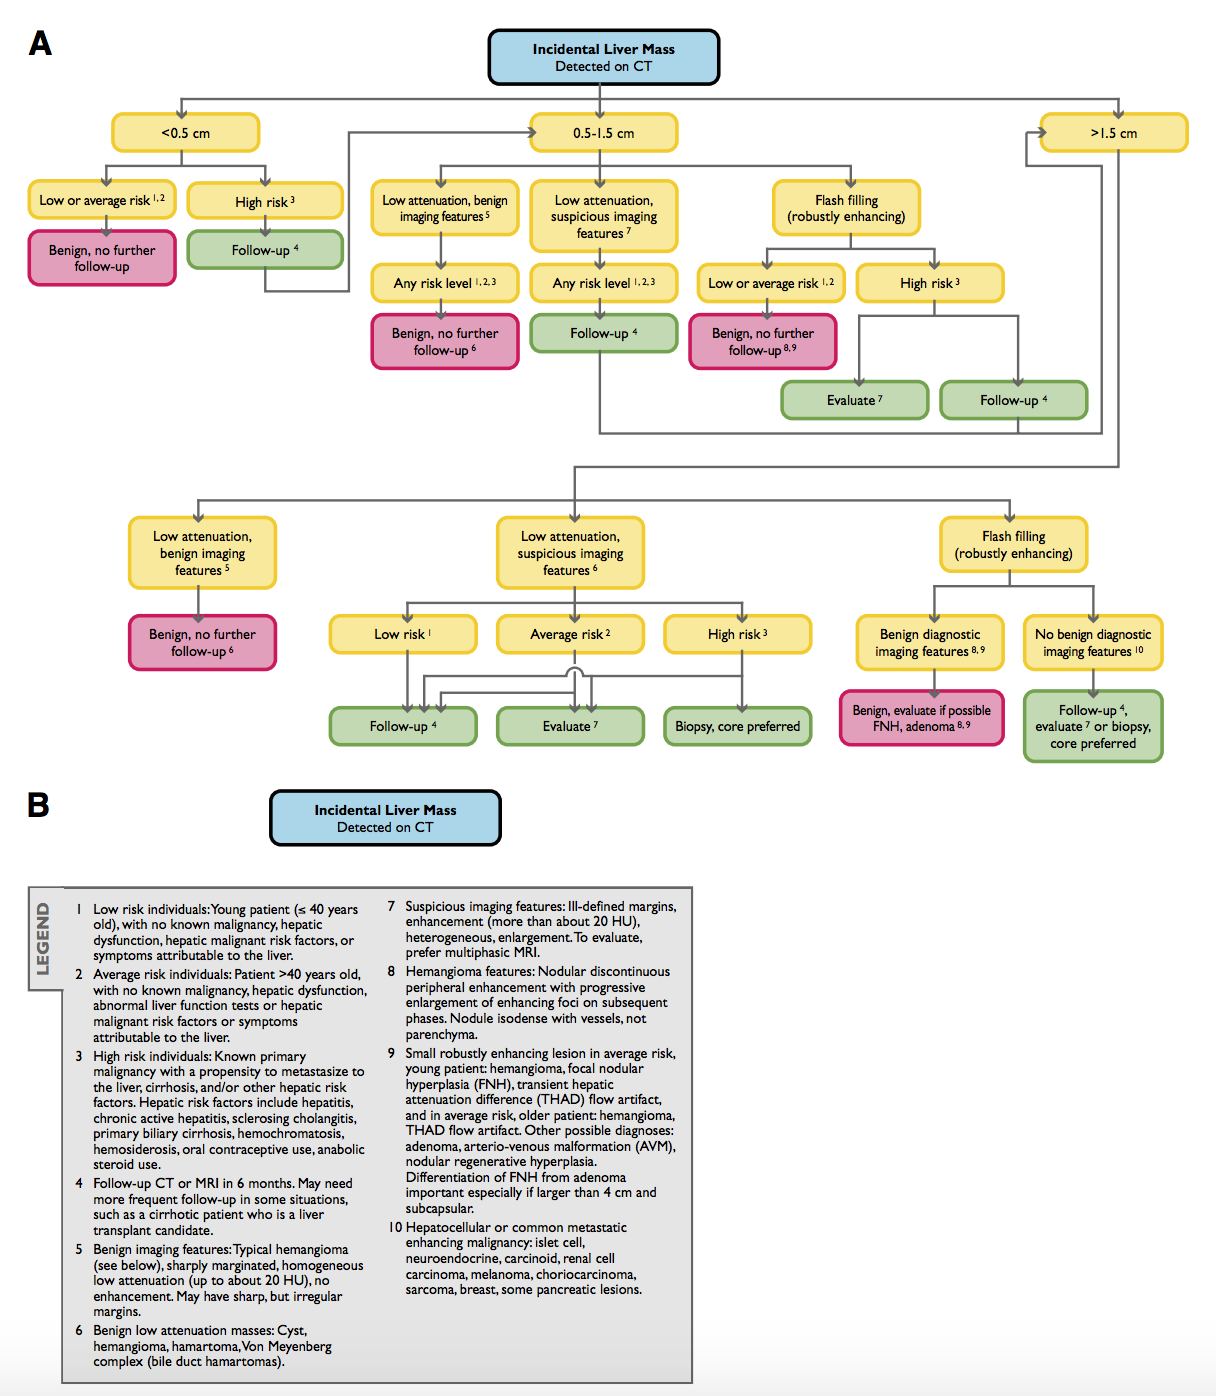 A
Incidental Liver Mass
Detected on CT
<0.5 cm
0.5-1.5 cm
>1.5 cm
Low or average risk 1, 2
High risk 3
Low attenuation, benign
imaging features 5
Low attenuation,
suspicious imaging
features 7
Flash filling
(robustly enhancing)
Benign, no further
follow-up
Follow-up 4
Any risk level 1, 2, 3
Any risk level 1, 2, 3
Low or average risk 1, 2
High risk 3
Benign, no further
follow-up 6
Follow-up 4
Benign, no further
follow-up 8, 9
Evaluate 7
Follow-up 4
Low attenuation,
benign imaging
features 5
Low attenuation,
suspicious imaging
features 6
Flash filling
(robustly enhancing)
Benign, no further
follow-up 6
Low risk 1
Average risk 2
High risk 3
Benign diagnostic
imaging features 8, 9
No benign diagnostic
imaging features 10
Follow-up 4
Evaluate 7
Biopsy, core preferred
Benign, evaluate if possible
FNH, adenoma 8, 9
Follow-up 4,
evaluate 7 or biopsy,
core preferred
B
Incidental Liver Mass
Detected on CT
LEGEND
1 Low risk individuals: Young patient (≤ 40 years
old), with no known malignancy, hepatic
dysfunction, hepatic malignant risk factors, or
symptoms attributable to the liver.
2 Average risk individuals: Patient >40 years old,
with no known malignancy, hepatic dysfunction,
abnormal liver function tests or hepatic
malignant risk factors or symptoms
attributable to the liver.
3 High risk individuals: Known primary
malignancy with a propensity to metastasize to
the liver, cirrhosis, and/or other hepatic risk
factors. Hepatic risk factors include hepatitis,
chronic active hepatitis, sclerosing cholangitis,
primary biliary cirrhosis, hemochromatosis,
hemosiderosis, oral contraceptive use, anabolic
steroid use.
4 Follow-up CT or MRI in 6 months. May need
more frequent follow-up in some situations,
such as a cirrhotic patient who is a liver
transplant candidate.
5 Benign imaging features: Typical hemangioma
(see below), sharply marginated, homogeneous
low attenuation (up to about 20 HU), no
enhancement. May have sharp, but irregular
margins.
6 Benign low attenuation masses: Cyst,
hemangioma, hamartoma, Von Meyenberg
complex (bile duct hamartomas).
7 Suspicious imaging features: Ill-defined margins,
enhancement (more than about 20 HU),
heterogeneous, enlargement. To evaluate,
prefer multiphasic MRI.
8 Hemangioma features: Nodular discontinuous
peripheral enhancement with progressive
enlargement of enhancing foci on subsequent
phases. Nodule isodense with vessels, not
parenchyma.
9 Small robustly enhancing lesion in average risk,
young patient: hemangioma, focal nodular
hyperplasia (FNH), transient hepatic
attenuation difference (THAD) flow artifact,
and in average risk, older patient: hemangioma,
THAD flow artifact. Other possible diagnoses:
adenoma, arterio-venous malformation (AVM),
nodular regenerative hyperplasia.
Differentiation of FNH from adenoma
important especially if larger than 4 cm and
subcapsular.
10 Hepatocellular or common metastatic
enhancing malignancy: islet cell,
neuroendocrine, carcinoid, renal cell
carcinoma, melanoma, choriocarcinoma,
sarcoma, breast, some pancreatic lesions.